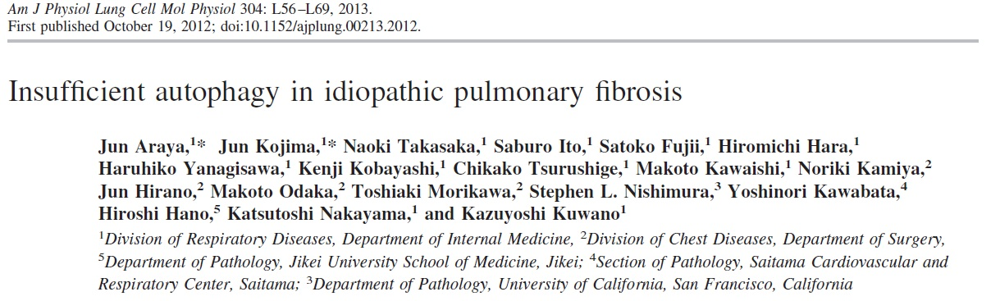 Am J Physiol Lung Cell Mol Physiol 304: L56–L69, 2013.
First published October 19, 2012; doi:10.1152/ajplung.00213.2012.
Insufficient autophagy in idiopathic pulmonary fibrosis
Jun Araya,1* Jun Kojima,1* Naoki Takasaka,1 Saburo Ito,1 Satoko Fujii,1 Hiromichi Hara,1
Haruhiko Yanagisawa,1 Kenji Kobayashi,1 Chikako Tsurushige,1 Makoto Kawaishi,1 Noriki Kamiya,2
Jun Hirano,2 Makoto Odaka,2 Toshiaki Morikawa,2 Stephen L. Nishimura,3 Yoshinori Kawabata,4
Hiroshi Hano,5 Katsutoshi Nakayama,1 and Kazuyoshi Kuwano1
1Division of Respiratory Diseases, Department of Internal Medicine, 2Division of Chest Diseases, Department of Surgery,
5Department of Pathology, Jikei University School of Medicine, Jikei; 4Section of Pathology, Saitama Cardiovascular and
Respiratory Center, Saitama; 3Department of Pathology, University of California, San Francisco, California